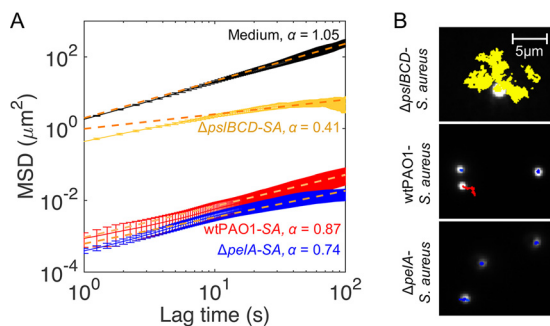 A
MSD (μm²)
10²
10⁰
10⁻²
10⁻⁴
Medium, α = 1.05
ΔpslBCD-SA, α = 0.41
wtPAO1-SA, α = 0.87
ΔpelA-SA, α = 0.74
10⁰
10¹
10²
Lag time (s)
B
ΔpslBCD-
S. aureus
5μm
wtPAO1-
S. aureus
ΔpelA-
S. aureus